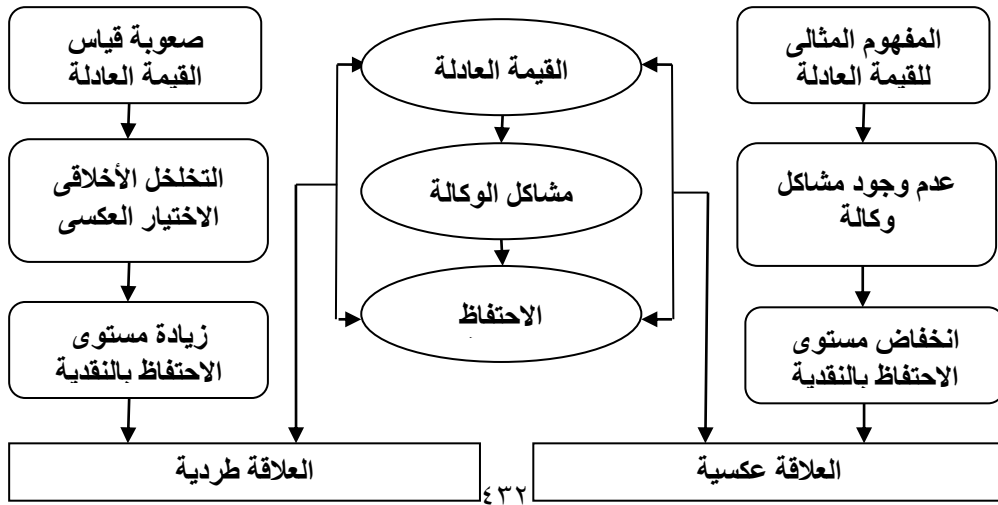 المفهوم المثالى
للقيمة العادلة
القيمة العادلة
صعوبة قياس
القيمة العادلة
عدم وجود مشاكل
وكالة
مشاكل الوكالة
التخلخل الأخلاقى
الاختيار العكسى
انخفاض مستوى
الاحتفاظ بالنقدية
الاحتفاظ
زيادة مستوى
الاحتفاظ بالنقدية
العلاقة عكسية
العلاقة طردية
٤٣٢